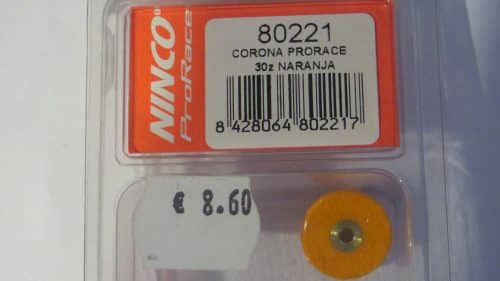 NINCO®
ProRace
80221
CORONA PRORACE
30z NARANJA
8 428064 802217
€ 8.60